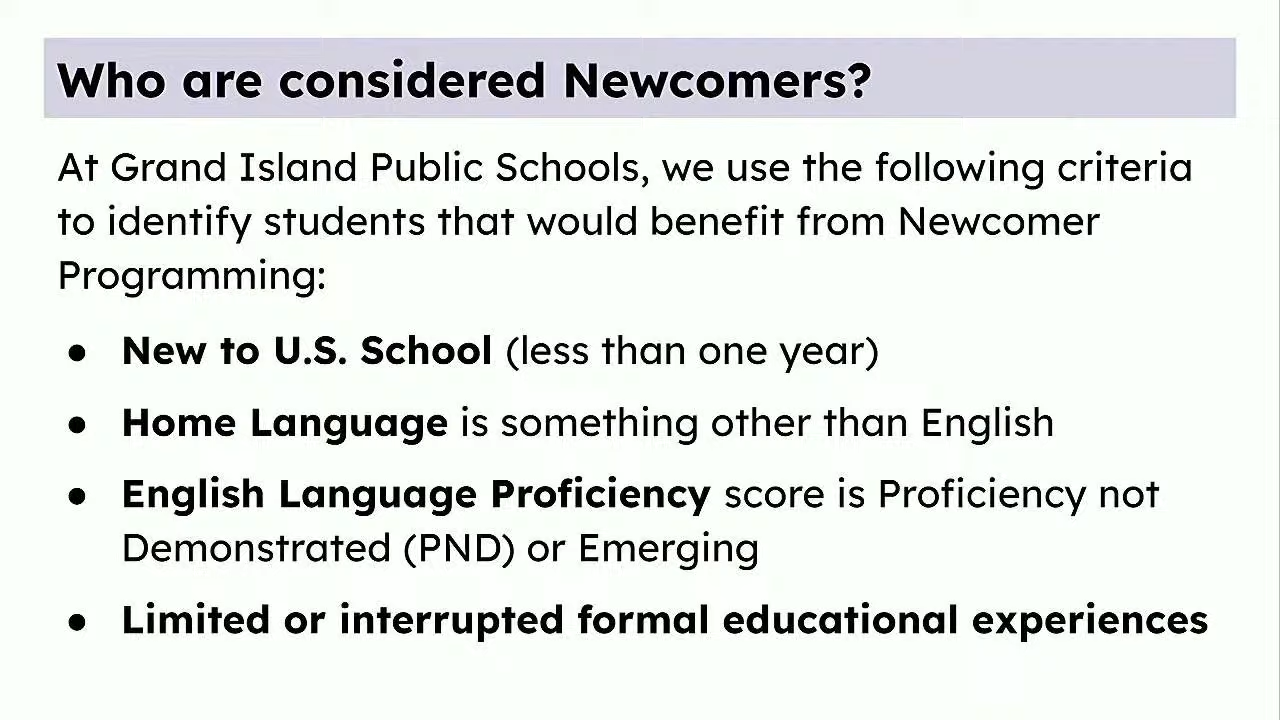 Who are considered Newcomers?
At Grand Island Public Schools, we use the following criteria
to identify students that would benefit from Newcomer
Programming:
● New to U.S. School (less than one year)
● Home Language is something other than English
● English Language Proficiency score is Proficiency not
Demonstrated (PND) or Emerging
● Limited or interrupted formal educational experiences